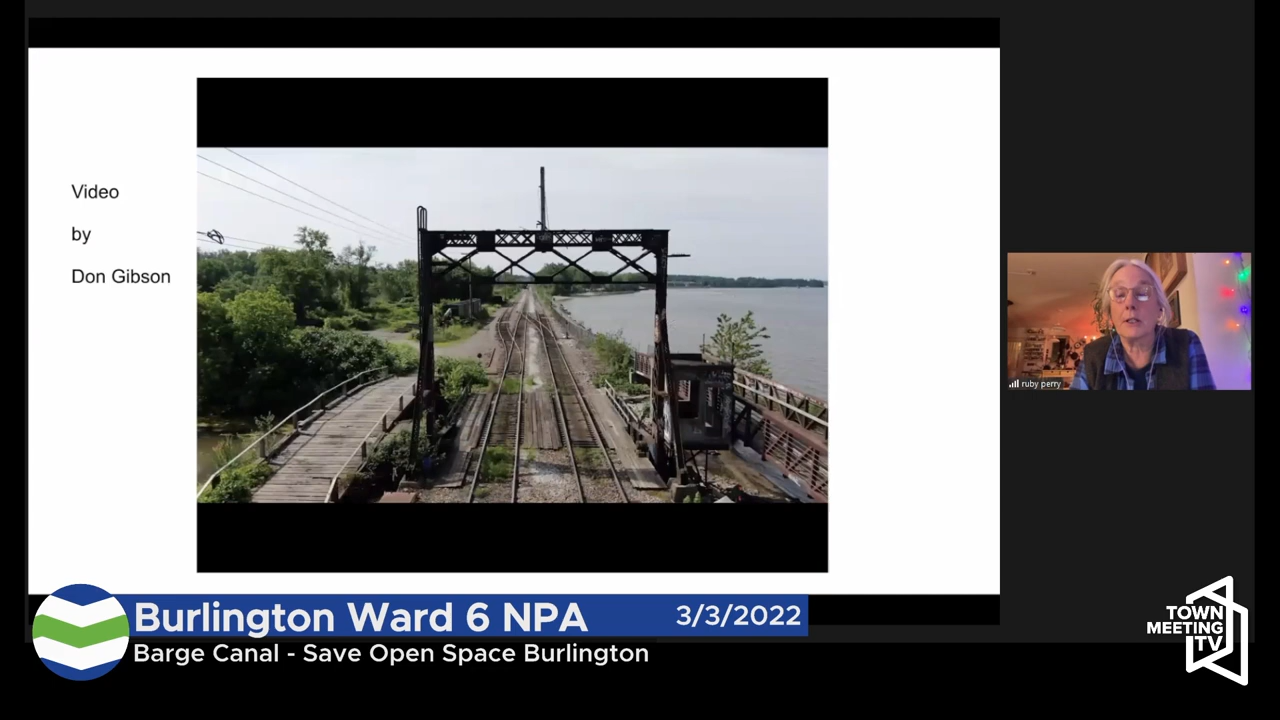 Video
by
Don Gibson
ruby perry
Burlington Ward 6 NPA
3/3/2022
Barge Canal - Save Open Space Burlington
TOWN
MEETING
TV